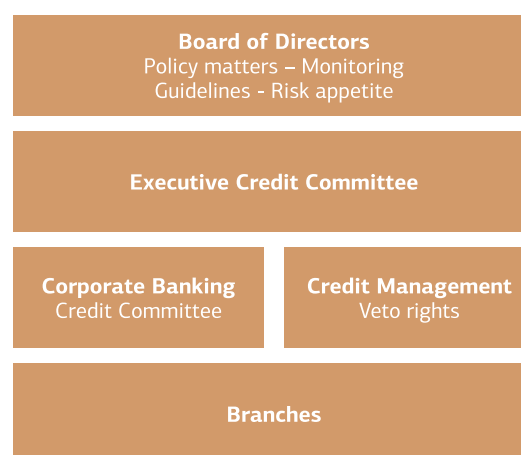 Board of Directors
Policy matters – Monitoring
Guidelines - Risk appetite
Executive Credit Committee
Corporate Banking
Credit Committee
Credit Management
Veto rights
Branches